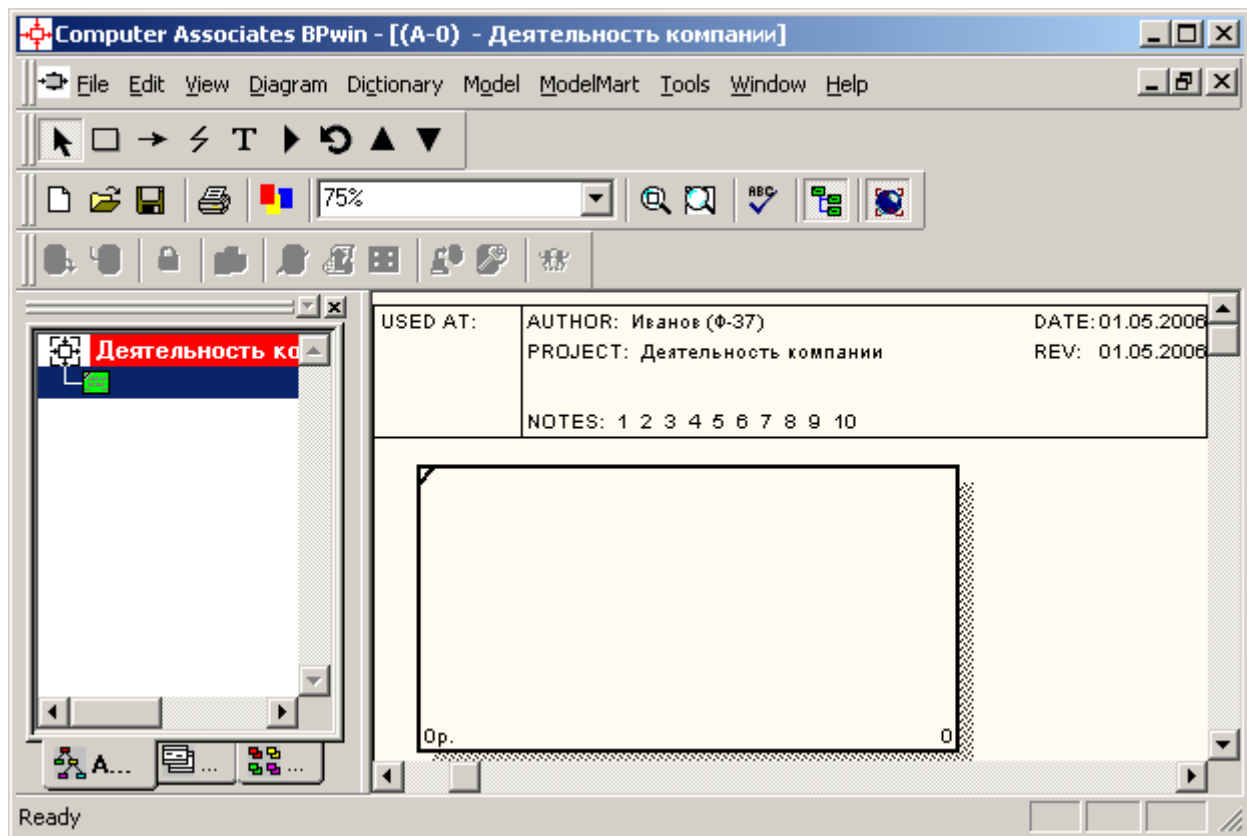 Computer Associates BPwin - [(A-0) - Деятельность компании]
File Edit View Diagram Dictionary Model ModelMart Tools Window Help
T
75%
ABC
Деятельность ко
USED AT:
AUTHOR: Иванов (Ф-37)
DATE: 01.05.2006
PROJECT: Деятельность компании
REV: 01.05.2006
NOTES: 1 2 3 4 5 6 7 8 9 10
0р.
0
A...
...
...
Ready